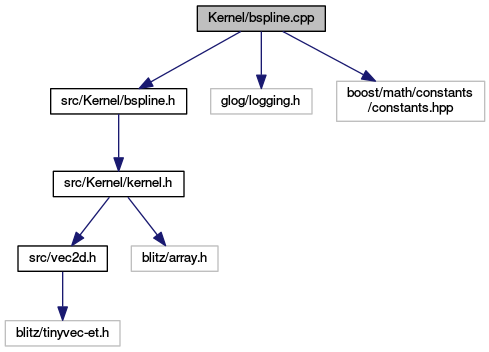 Kernel/bspline.cpp
src/Kernel/bspline.h
glog/logging.h
boost/math/constants
/constants.hpp
src/Kernel/kernel.h
src/vec2d.h
blitz/array.h
blitz/tinyvec-et.h